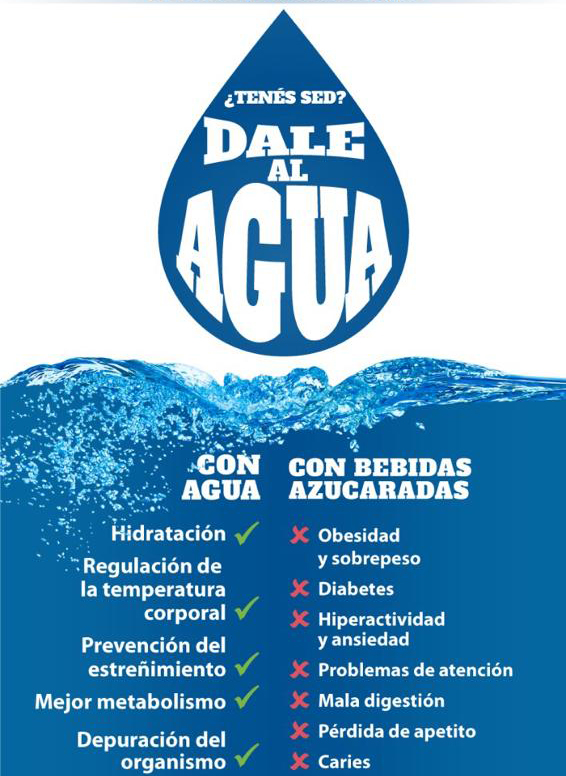 ¿TENÉS SED?
DALE
AL
AGUA
CON
AGUA
Hidratación
Regulación de
la temperatura
corporal
Prevención del
estreñimiento
Mejor metabolismo
Depuración del
organismo
CON BEBIDAS
AZUCARADAS
Obesidad
y sobrepeso
Diabetes
Hiperactividad
y ansiedad
Problemas de atención
Mala digestión
Pérdida de apetito
Caries